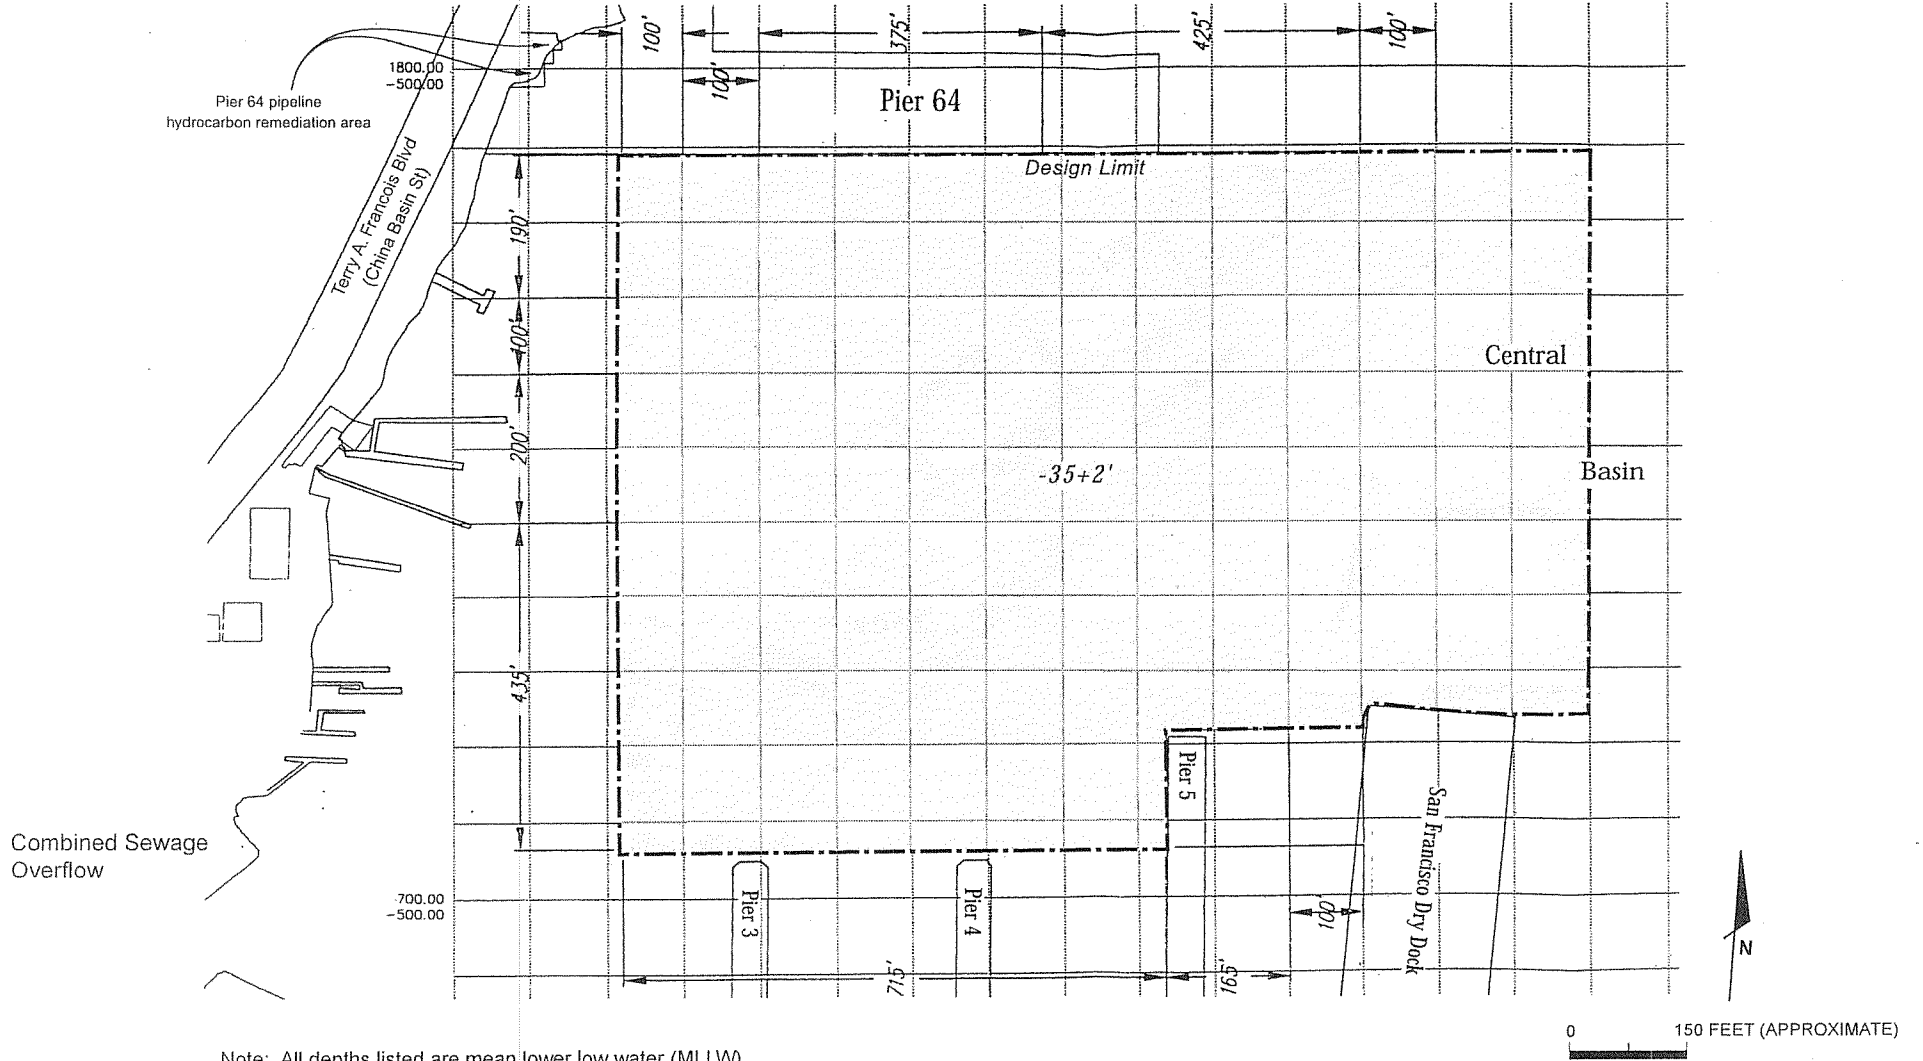 100'
375'
425'
100'
1800.00
-500.00
100'
Pier 64
Pier 64 pipeline
hydrocarbon remediation area
Terry A. Francois Blvd
(China Basin St)
Design Limit
190'
100'
Central
200'
-35+2'
Basin
435'
Pier 5
Combined Sewage
Overflow
San Francisco Dry Dock
700.00
-500.00
Pier 3
Pier 4
100'
715'
165'
N
0
150 FEET (APPROXIMATE)
Note: All depths listed are mean lower low water (MLLW)